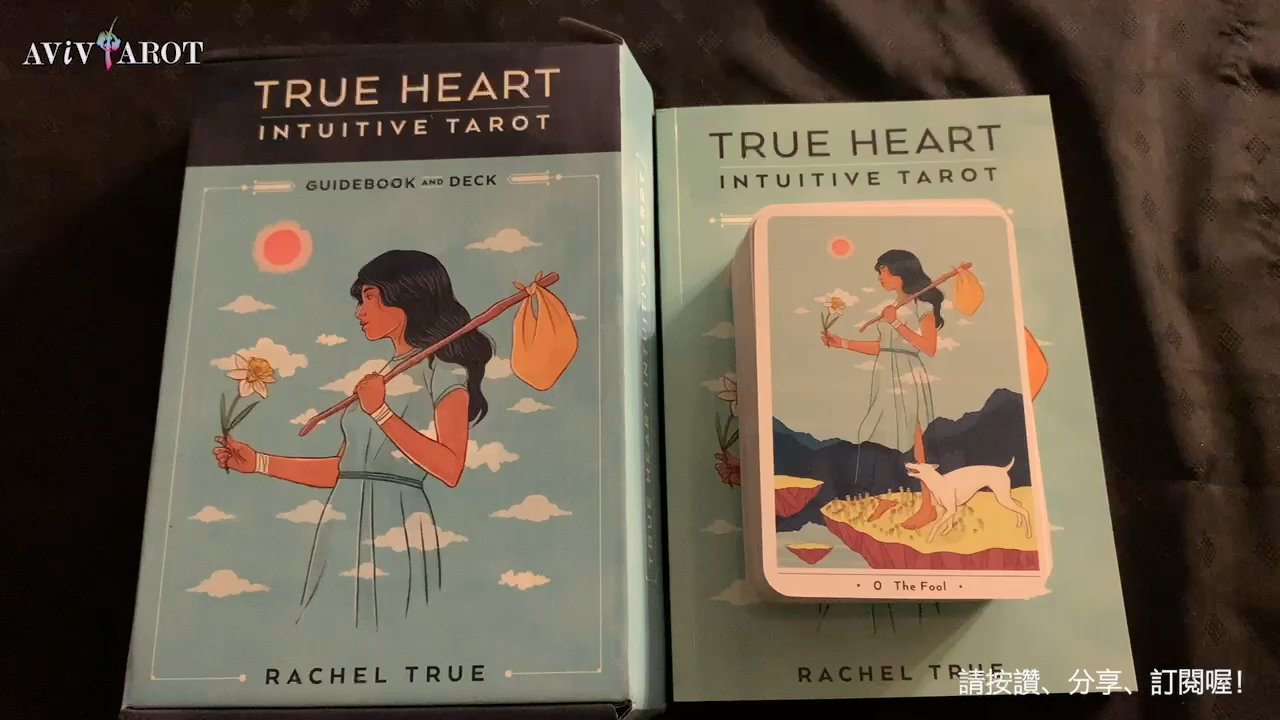 AViVTAROT
TRUE HEART
INTUITIVE TAROT
GUIDEBOOK AND DECK
RACHEL TRUE
TRUE HEART INTUITIVE TAROT
TRUE HEART
INTUITIVE TAROT
• 0 The Fool •
RACHEL TRUE
請按讚、分享、訂閱喔!